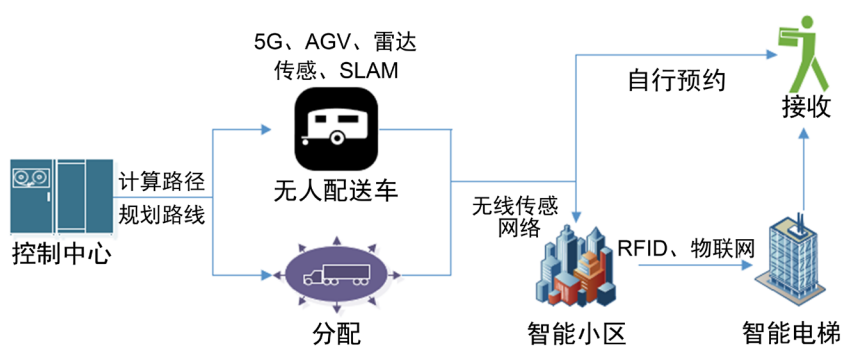 5G、AGV、雷达
传感、SLAM
无人配送车
计算路径
规划路线
控制中心
分配
自行预约
接收
无线传感
网络
RFID、物联网
智能小区
智能电梯